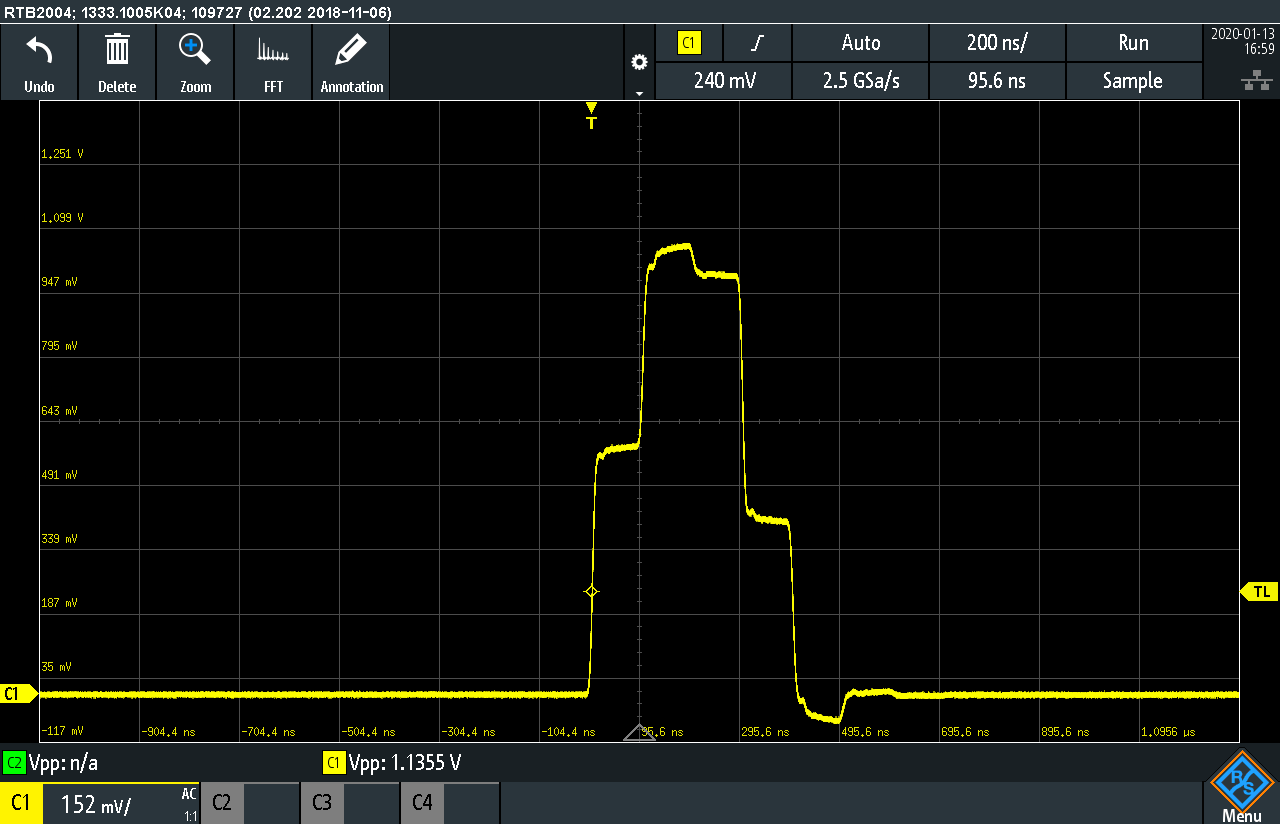 RTB2004; 1333.1005K04; 109727 (02.202 2018-11-06)
Undo Delete Zoom FFT Annotation
C1 Auto 200 ns/ Run 2020-01-13
16:59
240 mV 2.5 GSa/s 95.6 ns Sample
T
1.251 V
1.099 V
947 mV
795 mV
643 mV
491 mV
339 mV
187 mV
TL
35 mV
C1
-117 mV -904.4 ns -704.4 ns -504.4 ns -304.4 ns -104.4 ns 95.6 ns 295.6 ns 495.6 ns 695.6 ns 895.6 ns 1.0956 µs
C2 Vpp: n/a C1 Vpp: 1.1355 V
C1 152 mV/ AC
1:1
C2 C3 C4
R S
Menu